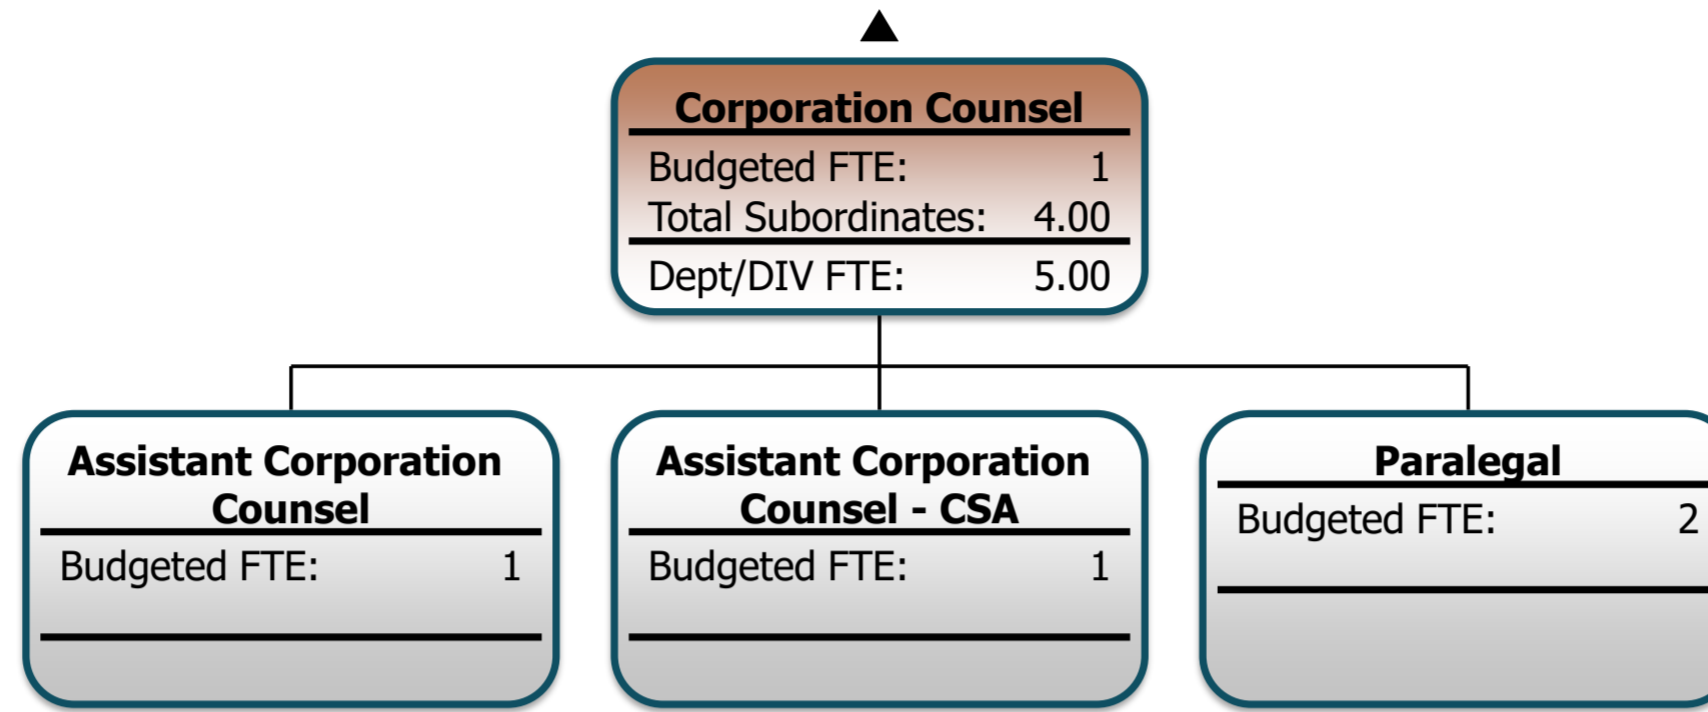 Corporation Counsel
Budgeted FTE: 1
Total Subordinates: 4.00
Dept/DIV FTE: 5.00
Assistant Corporation
Counsel
Budgeted FTE: 1
Assistant Corporation
Counsel - CSA
Budgeted FTE: 1
Paralegal
Budgeted FTE: 2